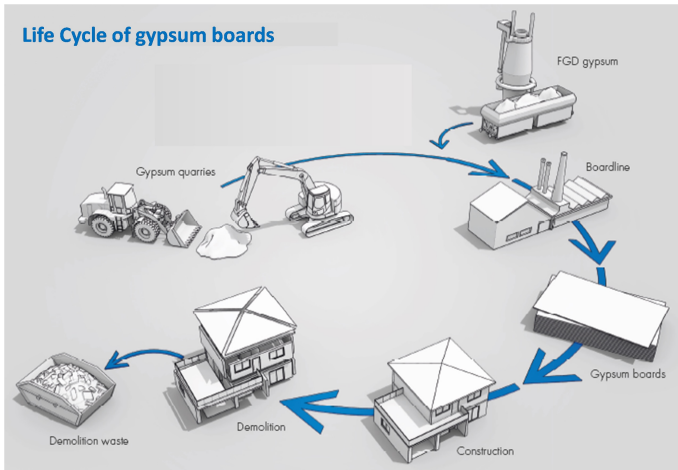 Life Cycle of gypsum boards
FGD gypsum
Gypsum quarries
Boardline
Gypsum boards
Construction
Demolition
Demolition waste